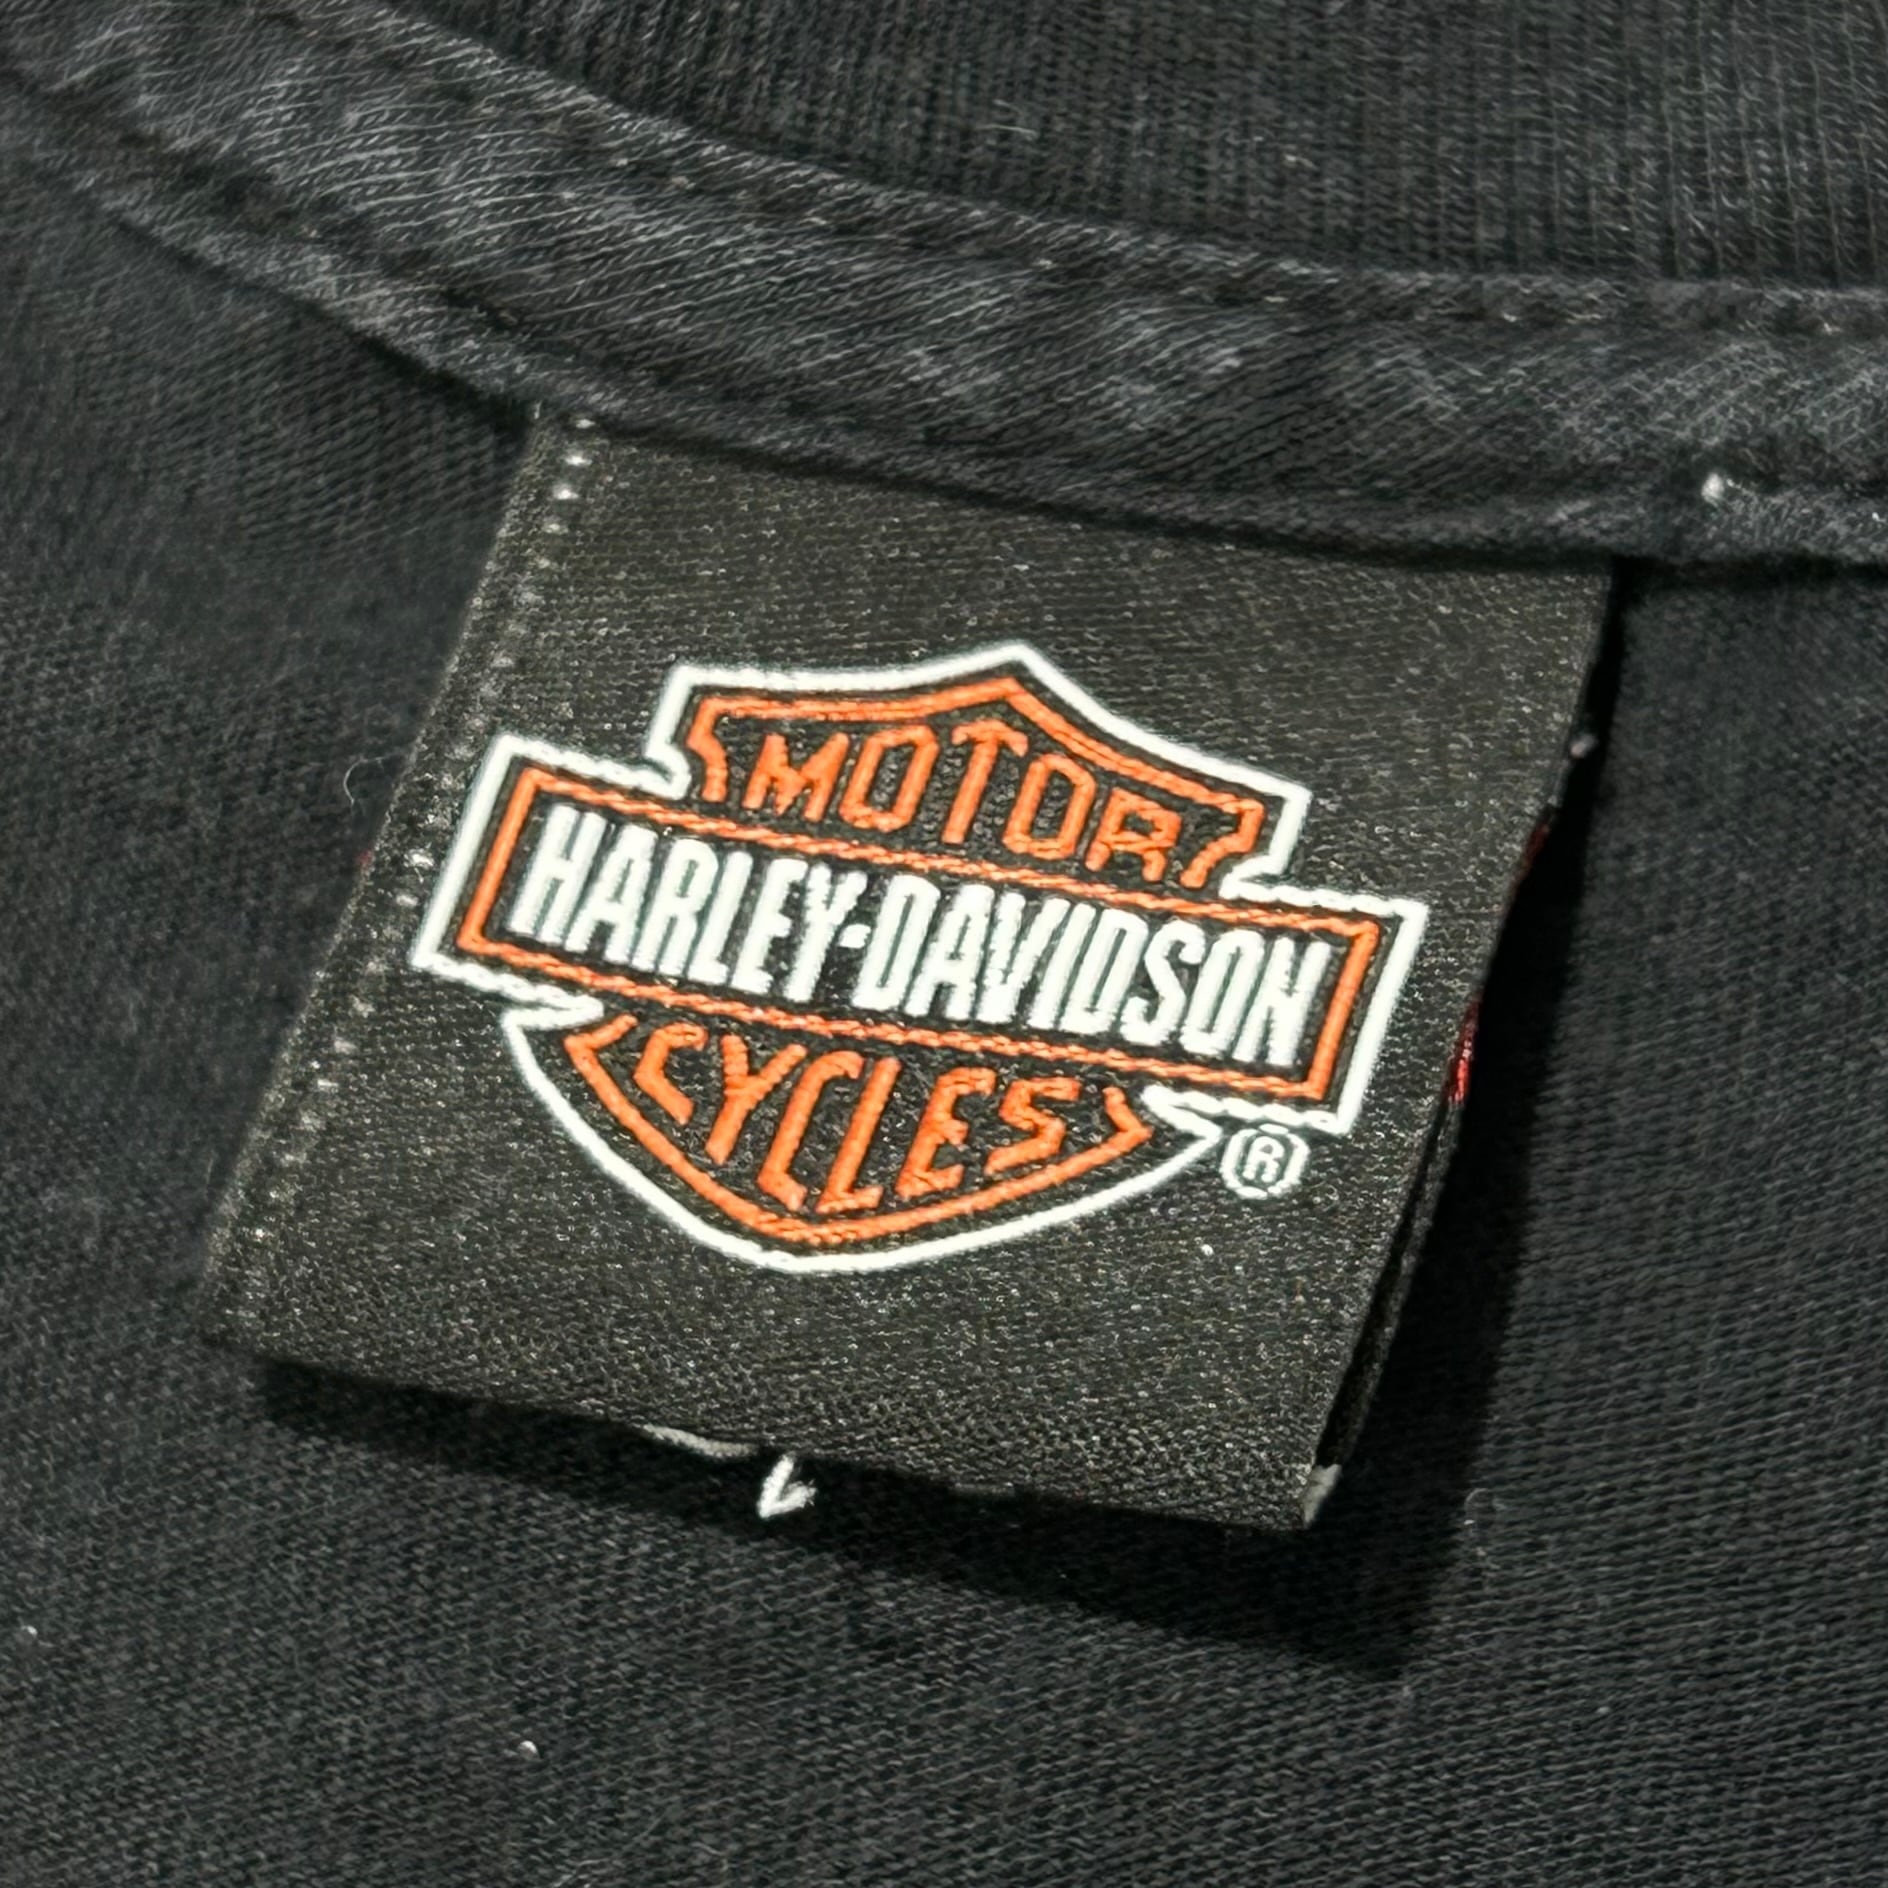 MOTOR
HARLEY-DAVIDSON
CYCLES
®